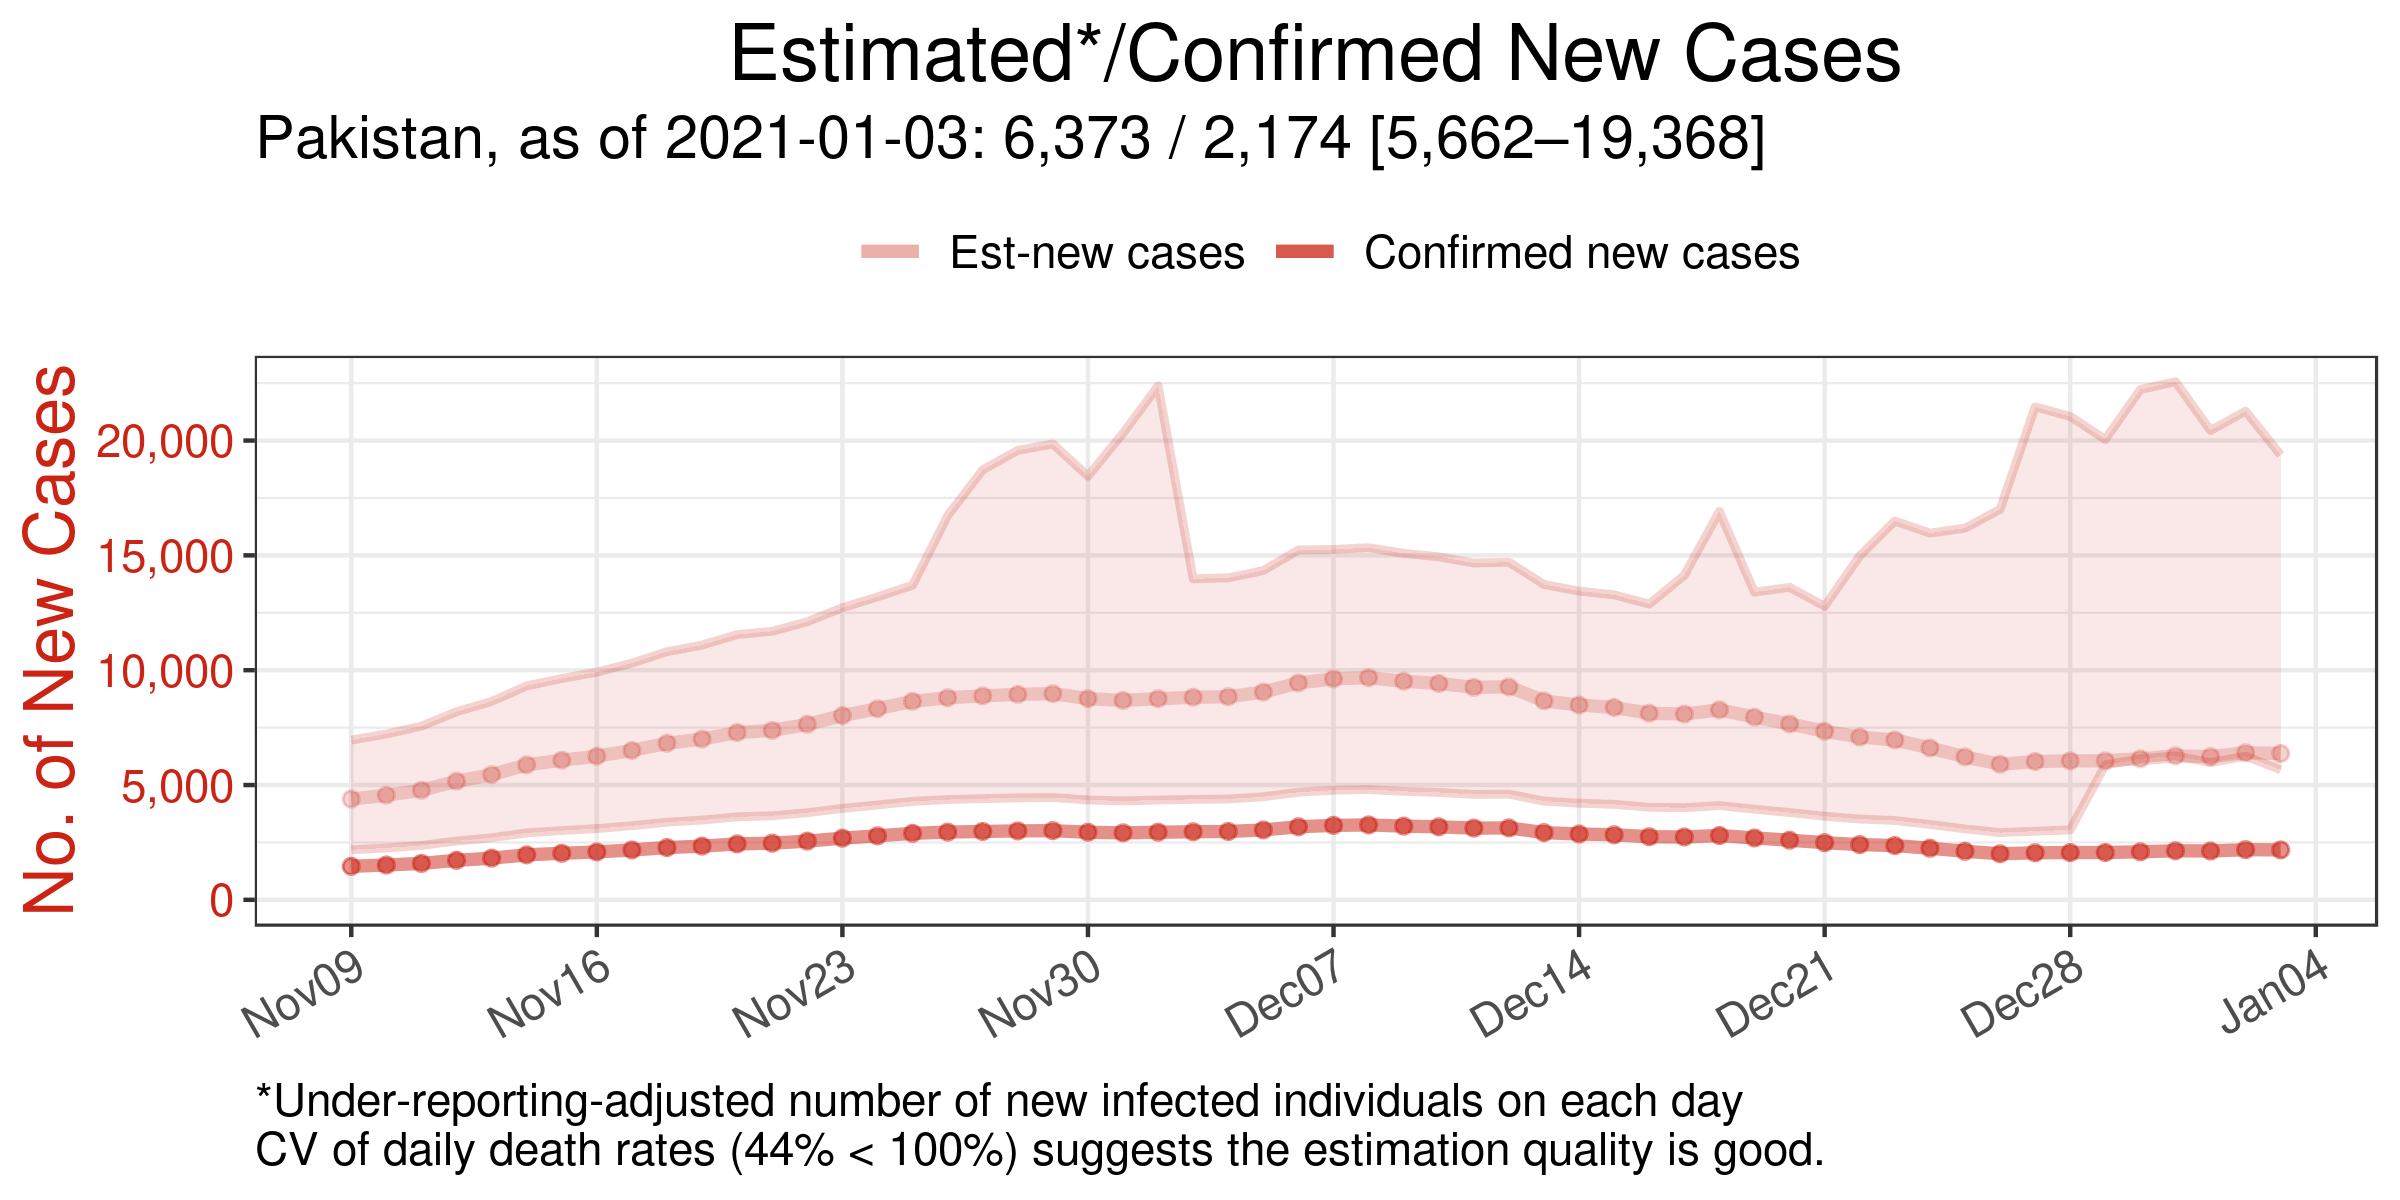 Estimated*/Confirmed New Cases
Pakistan, as of 2021-01-03: 6,373 / 2,174 [5,662–19,368]
Est-new cases Confirmed new cases
No. of New Cases
20,000
15,000
10,000
5,000
0
Nov09 Nov16 Nov23 Nov30 Dec07 Dec14 Dec21 Dec28 Jan04
*Under-reporting-adjusted number of new infected individuals on each day
CV of daily death rates (44% < 100%) suggests the estimation quality is good.